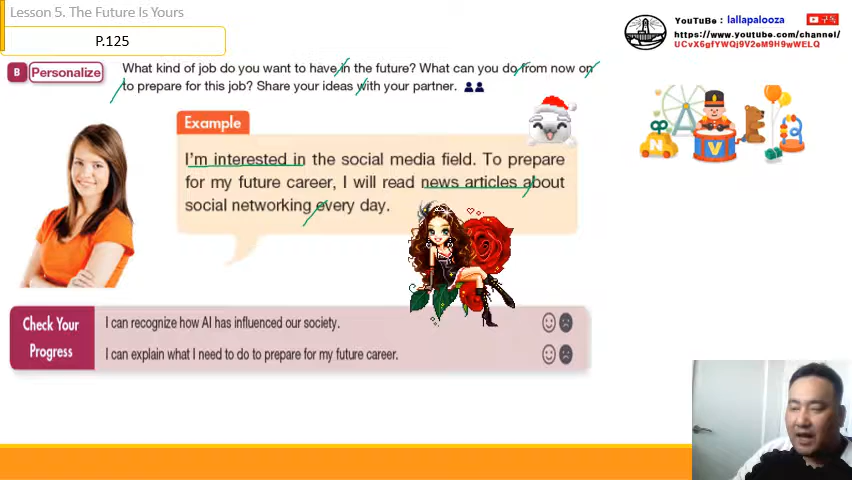 Lesson 5. The Future Is Yours
P.125
YouTuBe : lallapalooza
구독
https://www.youtube.com/channel/
UCvX6gfYWQj9V2eM9H9wWELQ
B Personalize
What kind of job do you want to have in the future? What can you do from now on
to prepare for this job? Share your ideas with your partner.
Example
I'm interested in the social media field. To prepare
for my future career, I will read news articles about
social networking every day.
N A V E R
Check Your
Progress
I can recognize how AI has influenced our society.
I can explain what I need to do to prepare for my future career.